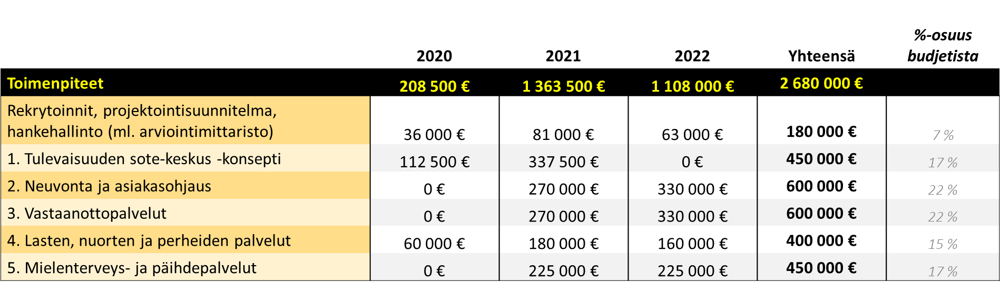 %-osuus
2020 2021 2022 Yhteensä budjetista
Toimenpiteet 208 500 € 1 363 500 € 1 108 000 € 2 680 000 €
Rekrytoinnit, projektointisuunnitelma,
hankehallinto (ml. arviointimittaristo) 36 000 € 81 000 € 63 000 € 180 000 € 7 %
1. Tulevaisuuden sote-keskus -konsepti 112 500 € 337 500 € 0 € 450 000 € 17 %
2. Neuvonta ja asiakasohjaus 0 € 270 000 € 330 000 € 600 000 € 22 %
3. Vastaanottopalvelut 0 € 270 000 € 330 000 € 600 000 € 22 %
4. Lasten, nuorten ja perheiden palvelut 60 000 € 180 000 € 160 000 € 400 000 € 15 %
5. Mielenterveys- ja päihdepalvelut 0 € 225 000 € 225 000 € 450 000 € 17 %